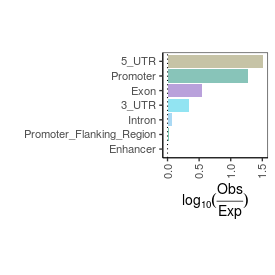 5_UTR
Promoter
Exon
3_UTR
Intron
Promoter_Flanking_Region
Enhancer
0.0 0.5 1.0 1.5
log10(Obs/Exp)